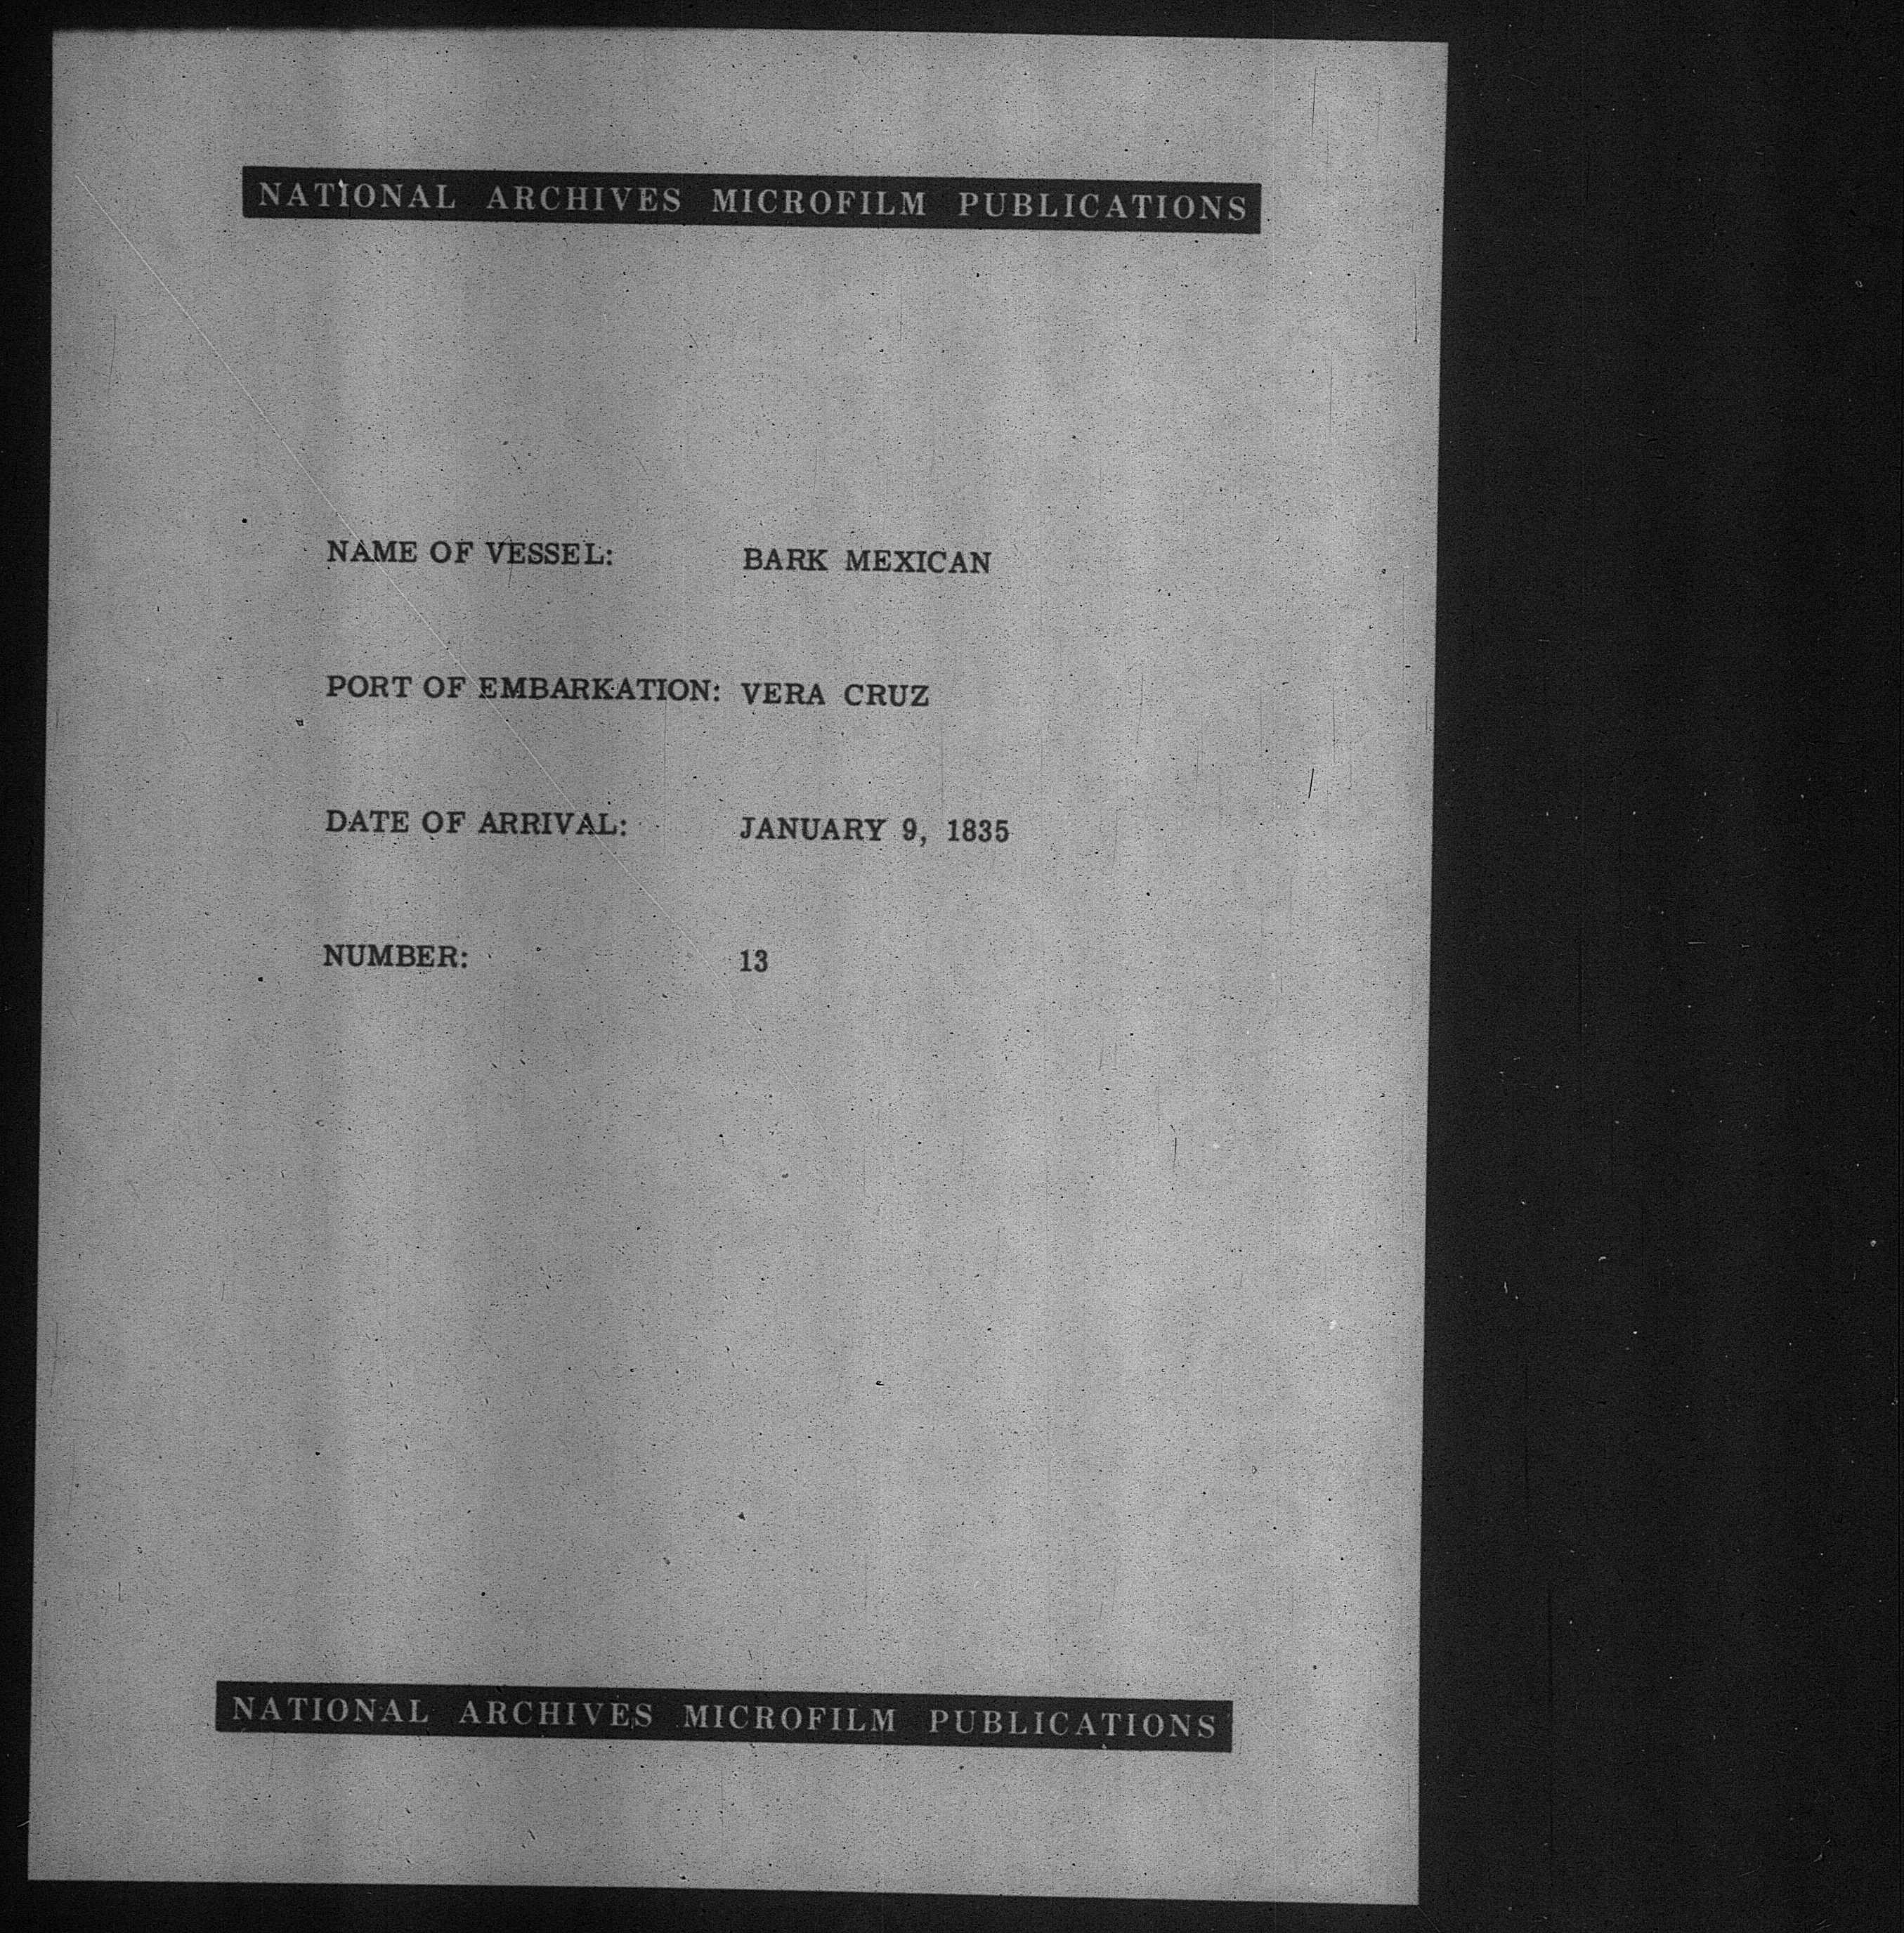 NATIONAL ARCHIVES MICROFILM PUBLICATIONS
NAME OF VESSEL: BARK MEXICAN
PORT OF EMBARKATION: VERA CRUZ
DATE OF ARRIVAL: JANUARY 9, 1835
NUMBER: 13
NATIONAL ARCHIVES MICROFILM PUBLICATIONS